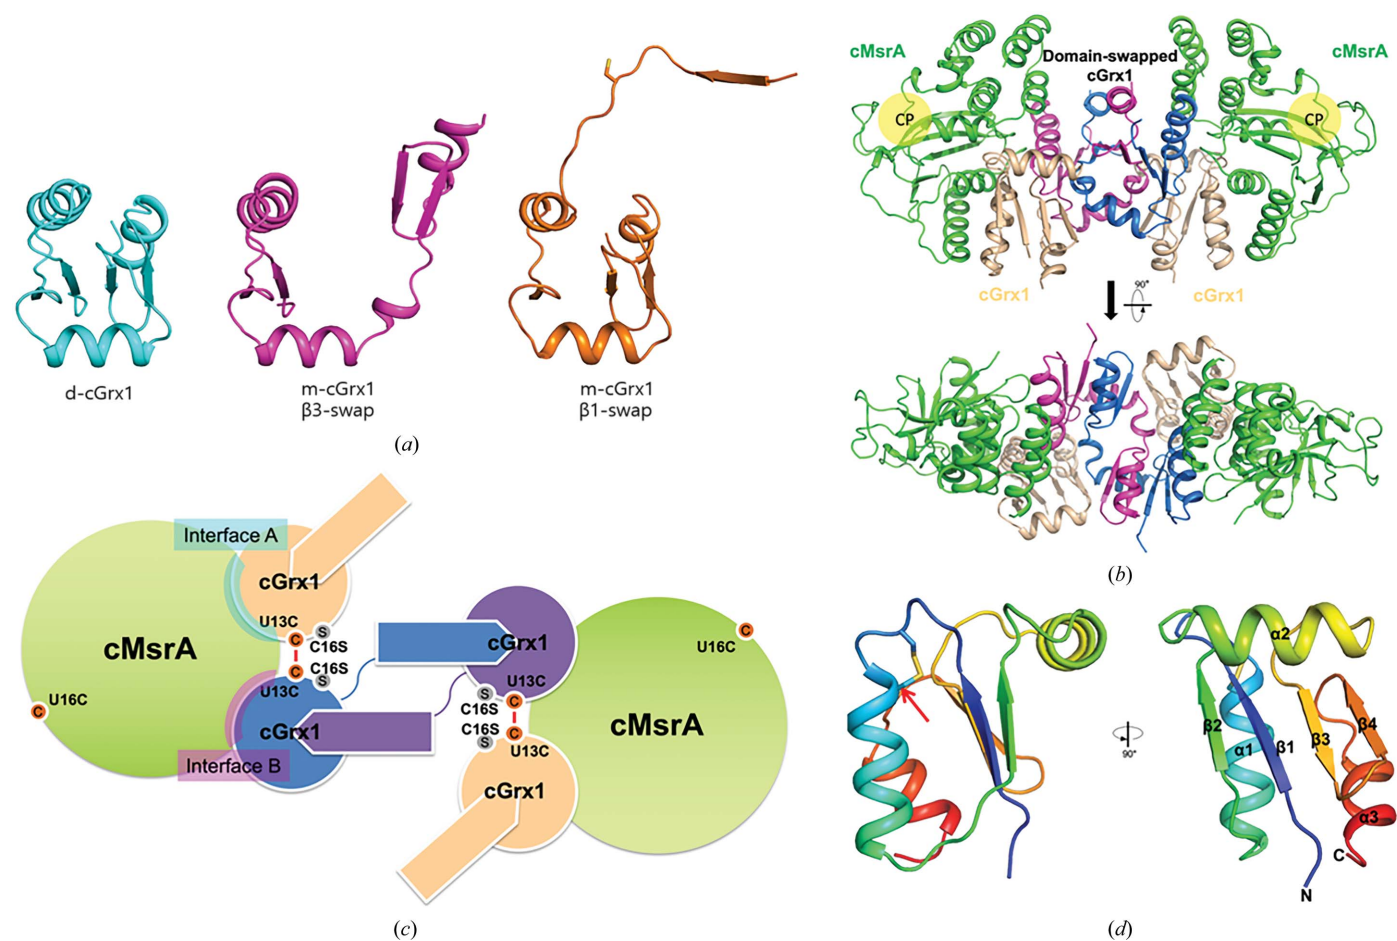 d-cGrx1
m-cGrx1
β3-swap
m-cGrx1
β1-swap
(a)
cMsrA
Domain-swapped
cGrx1
cMsrA
CP
CP
cGrx1
cGrx1
90°
(b)
Interface A
cGrx1
U13C
C
S
C16S
cMsrA
C16S
C
S
U13C
U16C
C
cGrx1
Interface B
cGrx1
U13C
S
C
C16S
C16S
S
C
U13C
cGrx1
C
U16C
cMsrA
(c)
90°
α2
β2
α1
β1
β3
β4
α3
C
N
(d)